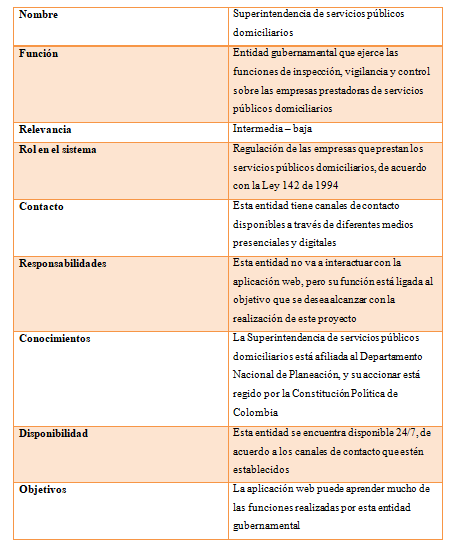 Nombre
Superintendencia de servicios públicos
domiciliarios
Función
Entidad gubernamental que ejerce las
funciones de inspección, vigilancia y control
sobre las empresas prestadoras de servicios
públicos domiciliarios
Relevancia
Intermedia – baja
Rol en el sistema
Regulación de las empresas que prestan los
servicios públicos domiciliarios, de acuerdo
con la Ley 142 de 1994
Contacto
Esta entidad tiene canales de contacto
disponibles a través de diferentes medios
presenciales y digitales
Responsabilidades
Esta entidad no va a interactuar con la
aplicación web, pero su función está ligada al
objetivo que se desea alcanzar con la
realización de este proyecto
Conocimientos
La Superintendencia de servicios públicos
domiciliarios está afiliada al Departamento
Nacional de Planeación, y su accionar está
regido por la Constitución Política de
Colombia
Disponibilidad
Esta entidad se encuentra disponible 24/7, de
acuerdo a los canales de contacto que estén
establecidos
Objetivos
La aplicación web puede aprender mucho de
las funciones realizadas por esta entidad
gubernamental